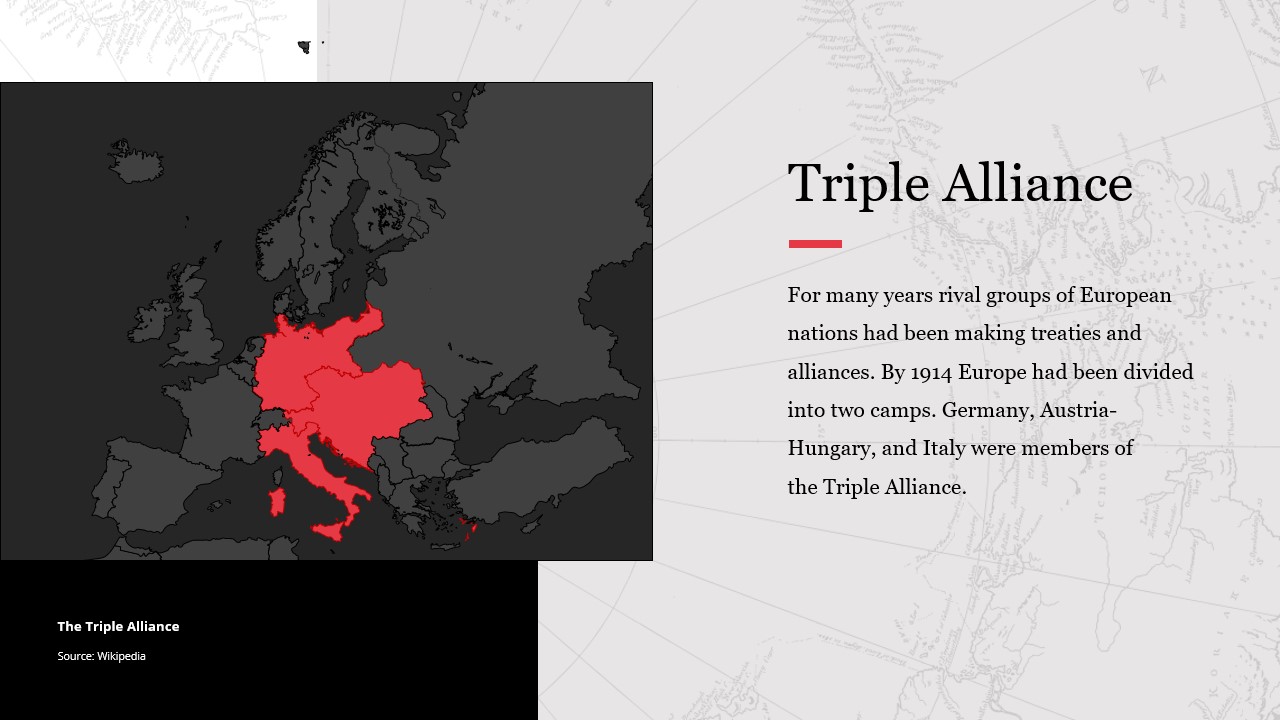 Triple Alliance
For many years rival groups of European
nations had been making treaties and
alliances. By 1914 Europe had been divided
into two camps. Germany, Austria-
Hungary, and Italy were members of
the Triple Alliance.
The Triple Alliance
Source: Wikipedia